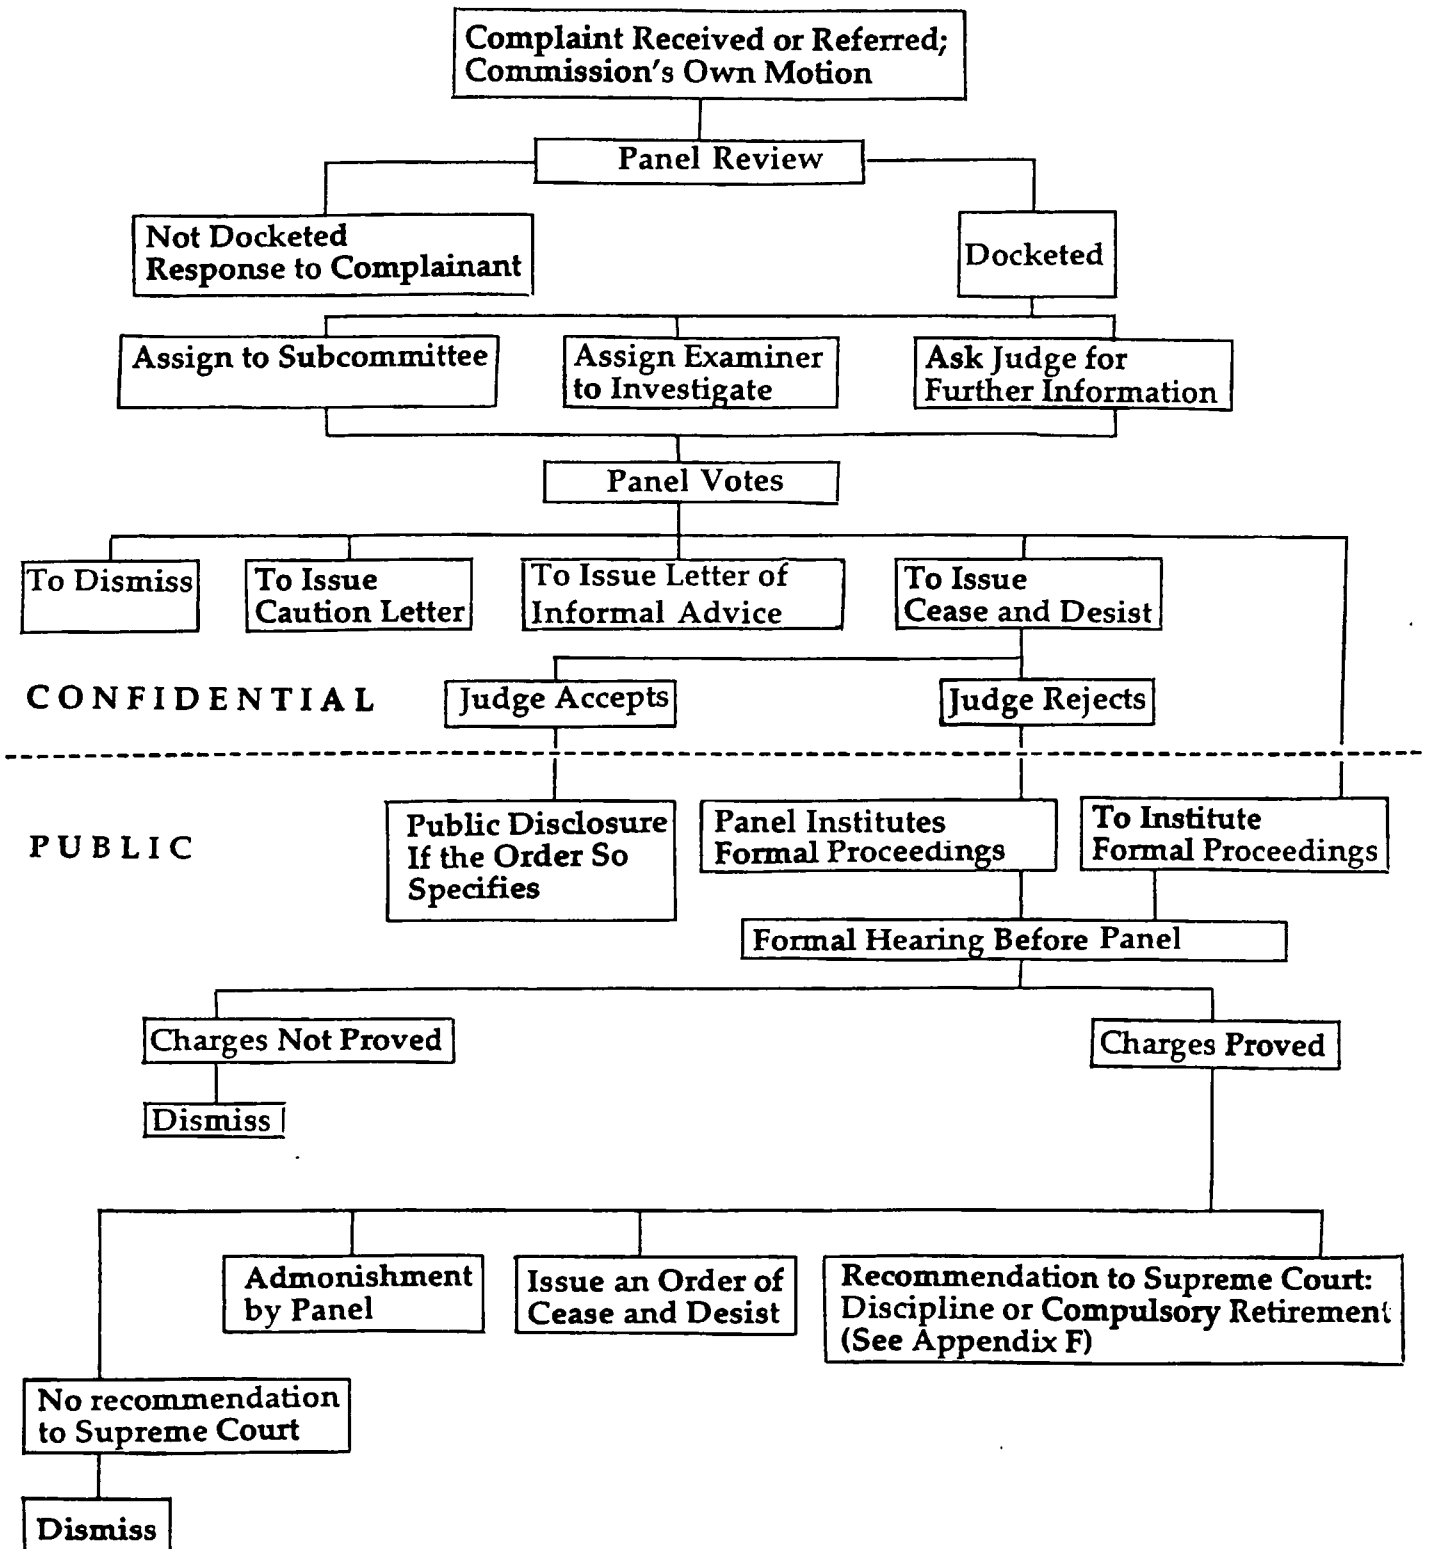 Complaint Received or Referred;
Commission's Own Motion
Panel Review
Not Docketed
Response to Complainant
Docketed
Assign to Subcommittee
Assign Examiner
to Investigate
Ask Judge for
Further Information
Panel Votes
To Dismiss
To Issue
Caution Letter
To Issue Letter of
Informal Advice
To Issue
Cease and Desist
CONFIDENTIAL
Judge Accepts
Judge Rejects
PUBLIC
Public Disclosure
If the Order So
Specifies
Panel Institutes
Formal Proceedings
To Institute
Formal Proceedings
Formal Hearing Before Panel
Charges Not Proved
Charges Proved
Dismiss
Admonishment
by Panel
Issue an Order of
Cease and Desist
Recommendation to Supreme Court:
Discipline or Compulsory Retirement
(See Appendix F)
No recommendation
to Supreme Court
Dismiss